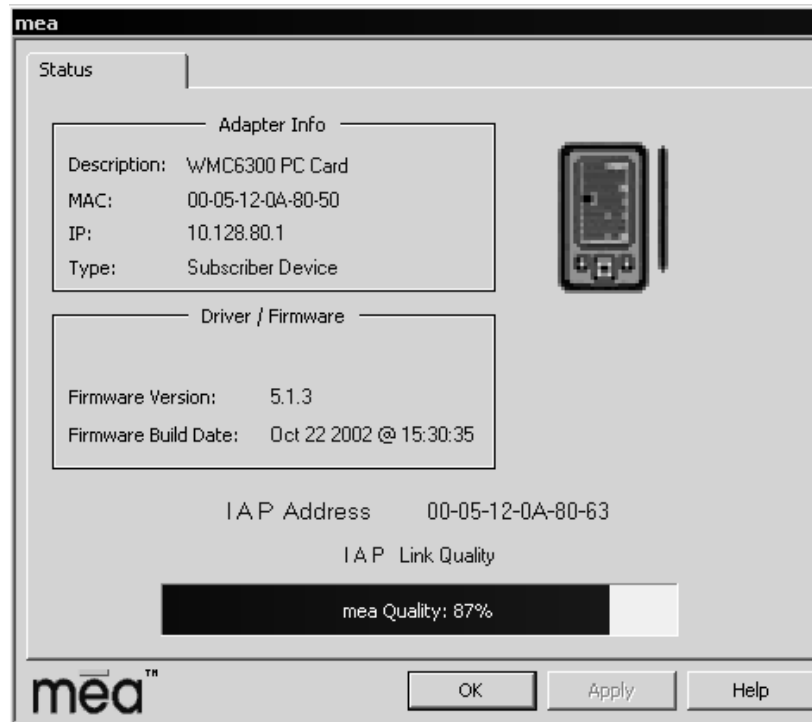 mea
Status
Adapter Info
Description: WMC6300 PC Card
MAC: 00-05-12-0A-80-50
IP: 10.128.80.1
Type: Subscriber Device
Driver / Firmware
Firmware Version: 5.1.3
Firmware Build Date: Oct 22 2002 @ 15:30:35
IAP Address 00-05-12-0A-80-63
IAP Link Quality
mea Quality: 87%
mēa™
OK
Apply
Help